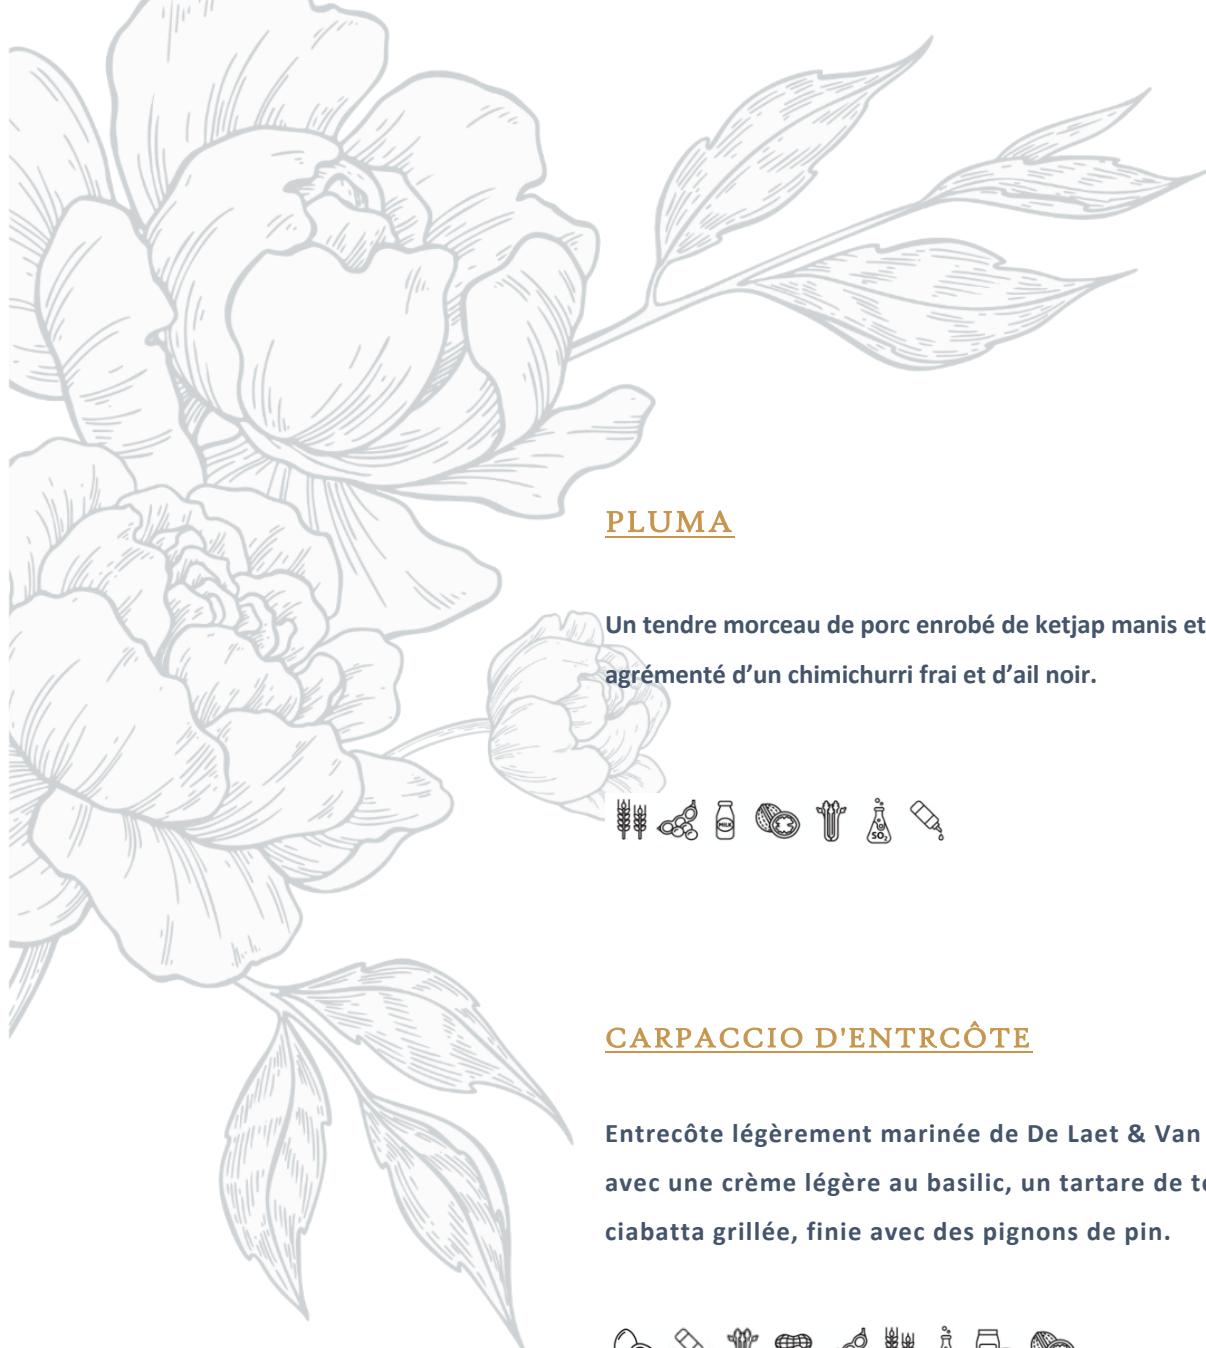 PLUMA
Un tendre morceau de porc enrobé de ketjap manis et
agrémenté d’un chimichurri frai et d’ail noir.
MILK
SO₂
CARPACCIO D'ENTRCÔTE
Entrecôte légèrement marinée de De Laet & Van
avec une crème légère au basilic, un tartare de
ciabatta grillée, finie avec des pignons de pin.